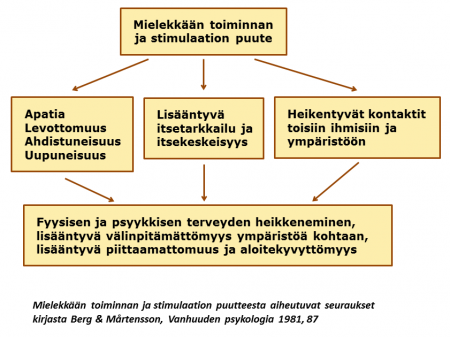 Mielekkään toiminnan
ja stimulaation puute
Apatia
Levottomuus
Ahdistuneisuus
Uupuneisuus
Lisääntyvä
itsetarkkailu ja
itsekeskeisyys
Heikentyvät kontaktit
toisiin ihmisiin ja
ympäristöön
Fyysisen ja psyykkisen terveyden heikkeneminen,
lisääntyvä välinpitämättömyys ympäristöä kohtaan,
lisääntyvä piittaamattomuus ja aloitekyvyttömyys
Mielekkään toiminnan ja stimulaation puutteesta aiheutuvat seuraukset
kirjasta Berg & Mårtensson, Vanhuuden psykologia 1981, 87